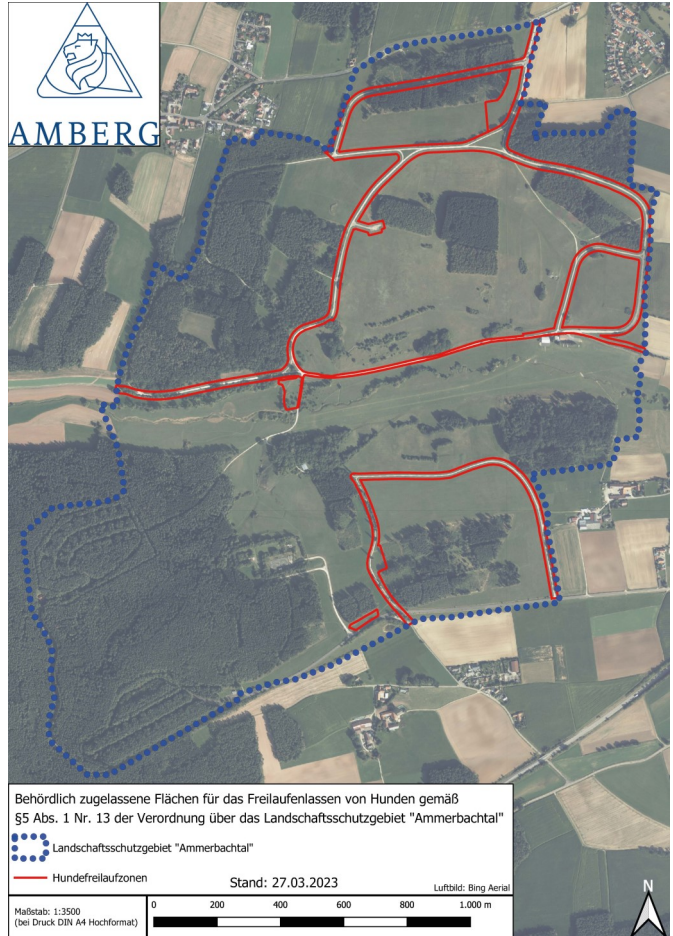 AMBERG
Behördlich zugelassene Flächen für das Freilaufenlassen von Hunden gemäß
§5 Abs. 1 Nr. 13 der Verordnung über das Landschaftsschutzgebiet "Ammerbachtal"
Landschaftsschutzgebiet "Ammerbachtal"
Hundefreilaufzonen
Stand: 27.03.2023
Luftbild: Bing Aerial
Maßstab: 1:3500
(bei Druck DIN A4 Hochformat)
0 200 400 600 800 1.000 m
N